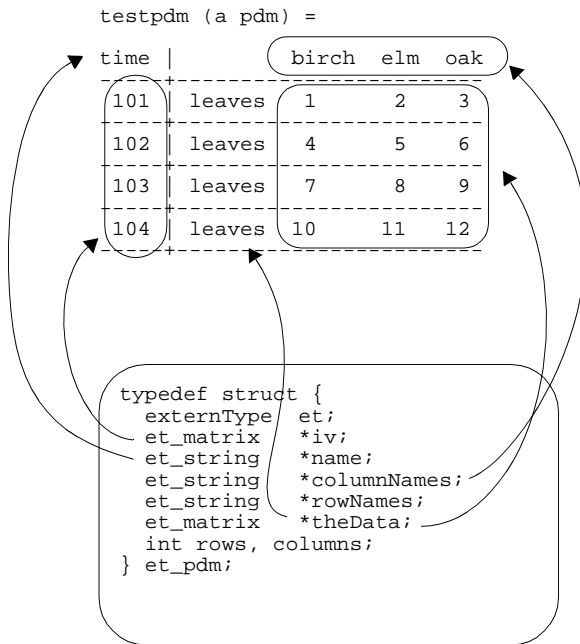 testpdm (a pdm) =
time | birch elm oak
---------------------------------
101 | leaves 1 2 3
-----+---------------------------
102 | leaves 4 5 6
-----+---------------------------
103 | leaves 7 8 9
-----+---------------------------
104 | leaves 10 11 12
-----+---------------------------
typedef struct {
externType et;
et_matrix *iv;
et_string *name;
et_string *columnNames;
et_string *rowNames;
et_matrix *theData;
int rows, columns;
} et_pdm;